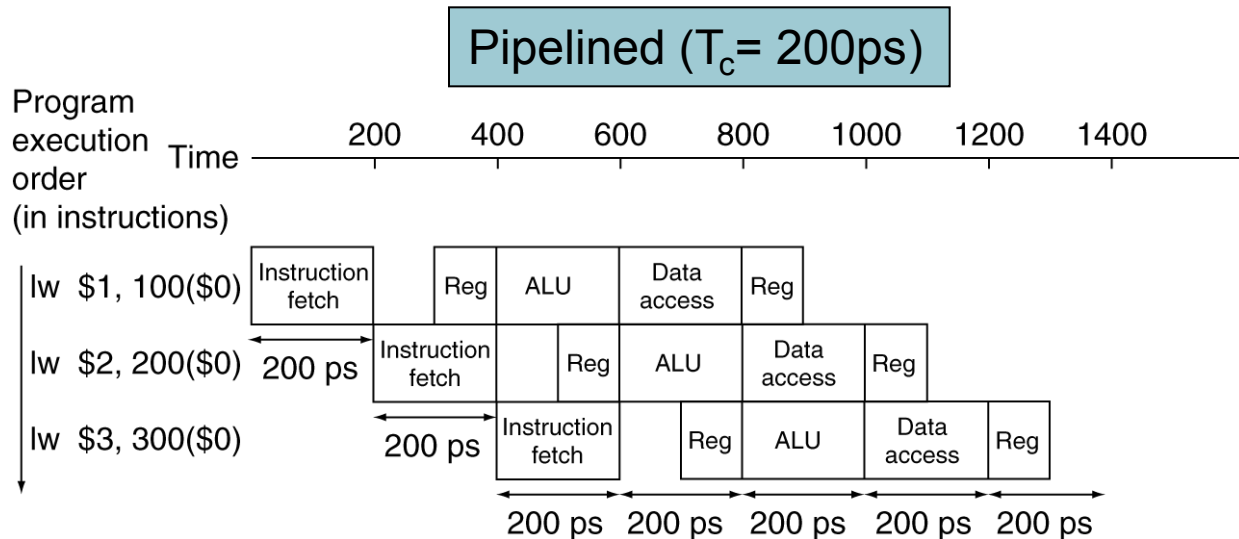 Pipelined (Tc= 200ps)
Program
execution
order
(in instructions)
Time
200 400 600 800 1000 1200 1400
lw $1, 100($0)
Instruction
fetch
Reg
ALU
Data
access
Reg
200 ps
lw $2, 200($0)
Instruction
fetch
Reg
ALU
Data
access
Reg
200 ps
lw $3, 300($0)
Instruction
fetch
Reg
ALU
Data
access
Reg
200 ps 200 ps 200 ps 200 ps 200 ps